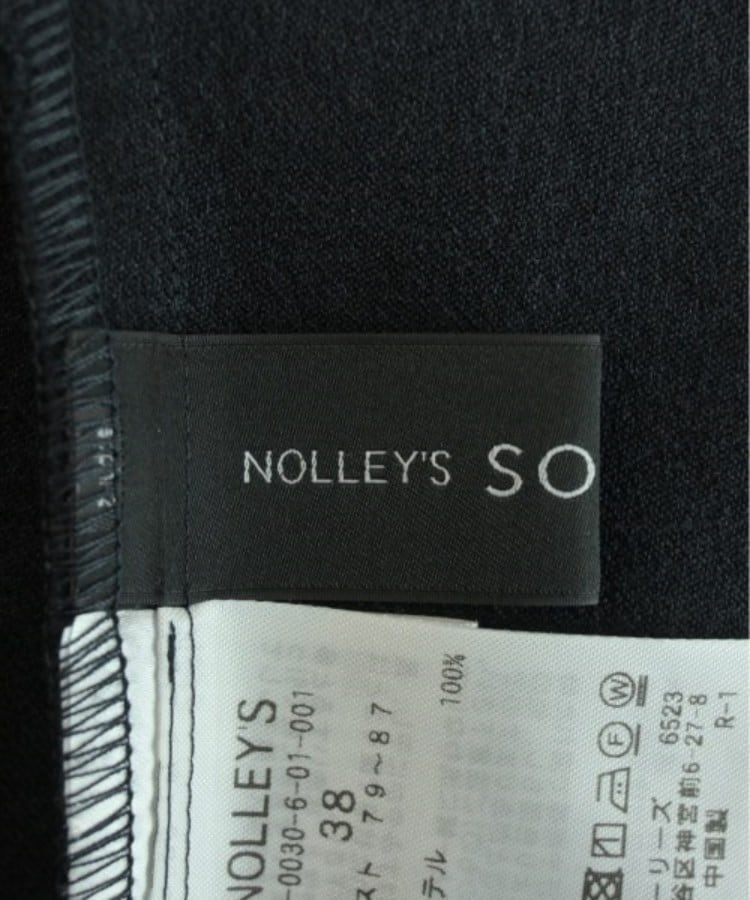 NOLLEY'S SO
NOLLEY'S
-0030-6-01-001
38
スト 79～87
テル 100%
W
F
ーリーズ 6523
谷区神宮前6-27-8
中国製 R-1